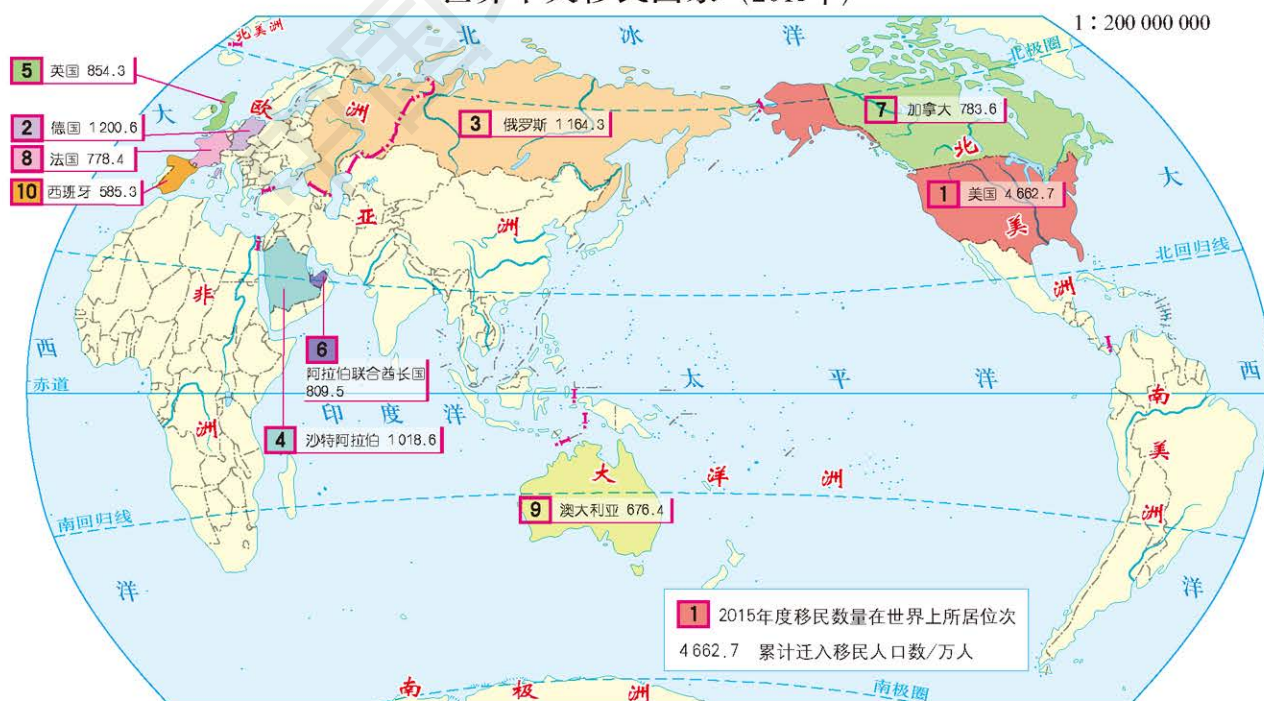 1：200 000 000
北美洲
北 冰 洋
北极圈
5 英国 854.3
大
欧 洲
2 德国 1 200.6
8 法国 778.4
10 西班牙 585.3
3 俄罗斯 1 164.3
7 加拿大 783.6
北
1 美国 4 662.7
美
大
亚 洲
北回归线
洲
非
6
阿拉伯联合酋长国
809.5
西
赤道
太 平 洋
西
印 度 洋
南
洲
4 沙特阿拉伯 1 018.6
美
大 洋 洲
9 澳大利亚 676.4
洲
南回归线
洋
洋
1 2015年度移民数量在世界上所居位次
4 662.7 累计迁入移民人口数/万人
南 极 洲
南极圈